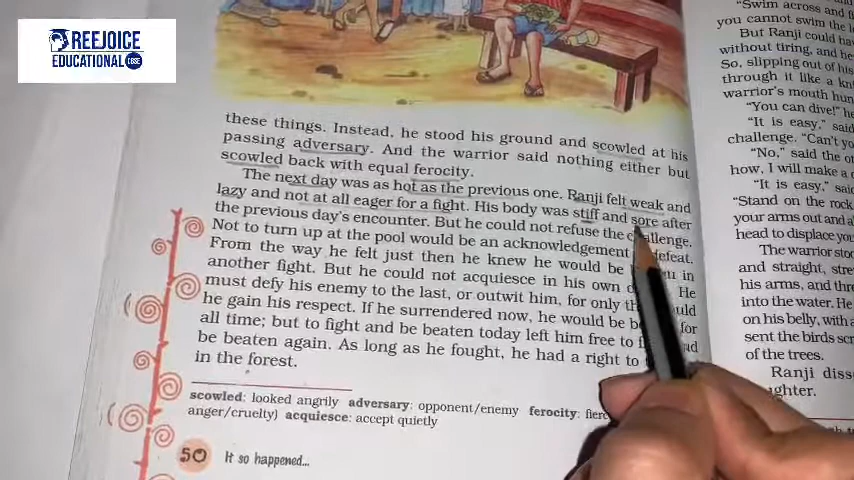 REEJOICE
EDUCATIONAL CBSE
these things. Instead, he stood his ground and scowled at his
passing adversary. And the warrior said nothing either but
scowled back with equal ferocity.
The next day was as hot as the previous one. Ranji felt weak and
lazy and not at all eager for a fight. His body was stiff and sore after
the previous day's encounter. But he could not refuse the challenge.
Not to turn up at the pool would be an acknowledgement defeat.
From the way he felt just then he knew he would be in
another fight. But he could not acquiesce in his own He
must defy his enemy to the last, or outwit him, for only
he gain his respect. If he surrendered now, he would be for
all time; but to fight and be beaten today left him free to
be beaten again. As long as he fought, he had a right to
in the forest.
scowled: looked angrily adversary: opponent/enemy ferocity:
anger/cruelty) acquiesce: accept quietly
50 It so happened...
"Swim across and
you cannot swim the
But Ranji could
without tiring, and he
So, slipping out of his
through it like a
warrior's mouth
"You can dive!"
"It is easy," said
challenge. "Can't
"No," said the
how, I will make a
"It is easy," said
"Stand on the rock
your arms out and
head to displace
The warrior
and straight,
his arms, and
into the water. He
on his belly, with
sent the birds
of the trees.
Ranji